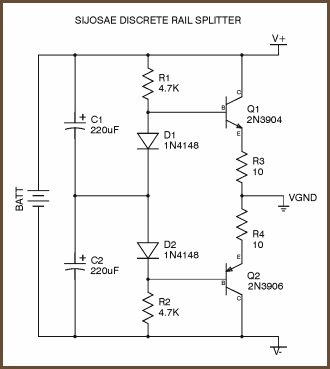 SIJOSAE DISCRETE RAIL SPLITTER
V+
R1
4.7K
C
B
E
Q1
2N3904
C1
220uF
+
D1
1N4148
R3
10
BATT
VGND
R4
10
C2
220uF
+
D2
1N4148
E
B
C
Q2
2N3906
R2
4.7K
V-